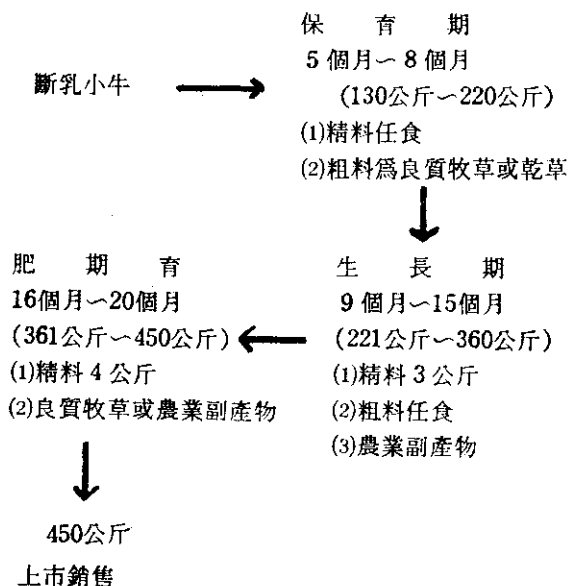 斷乳小牛
保育期
5個月～8個月
(130公斤～220公斤)
(1)精料任食
(2)粗料爲良質牧草或乾草
生長期
9個月～15個月
(221公斤～360公斤)
(1)精料3公斤
(2)粗料任食
(3)農業副產物
肥期育
16個月～20個月
(361公斤～450公斤)
(1)精料4公斤
(2)良質牧草或農業副產物
450公斤
上市銷售